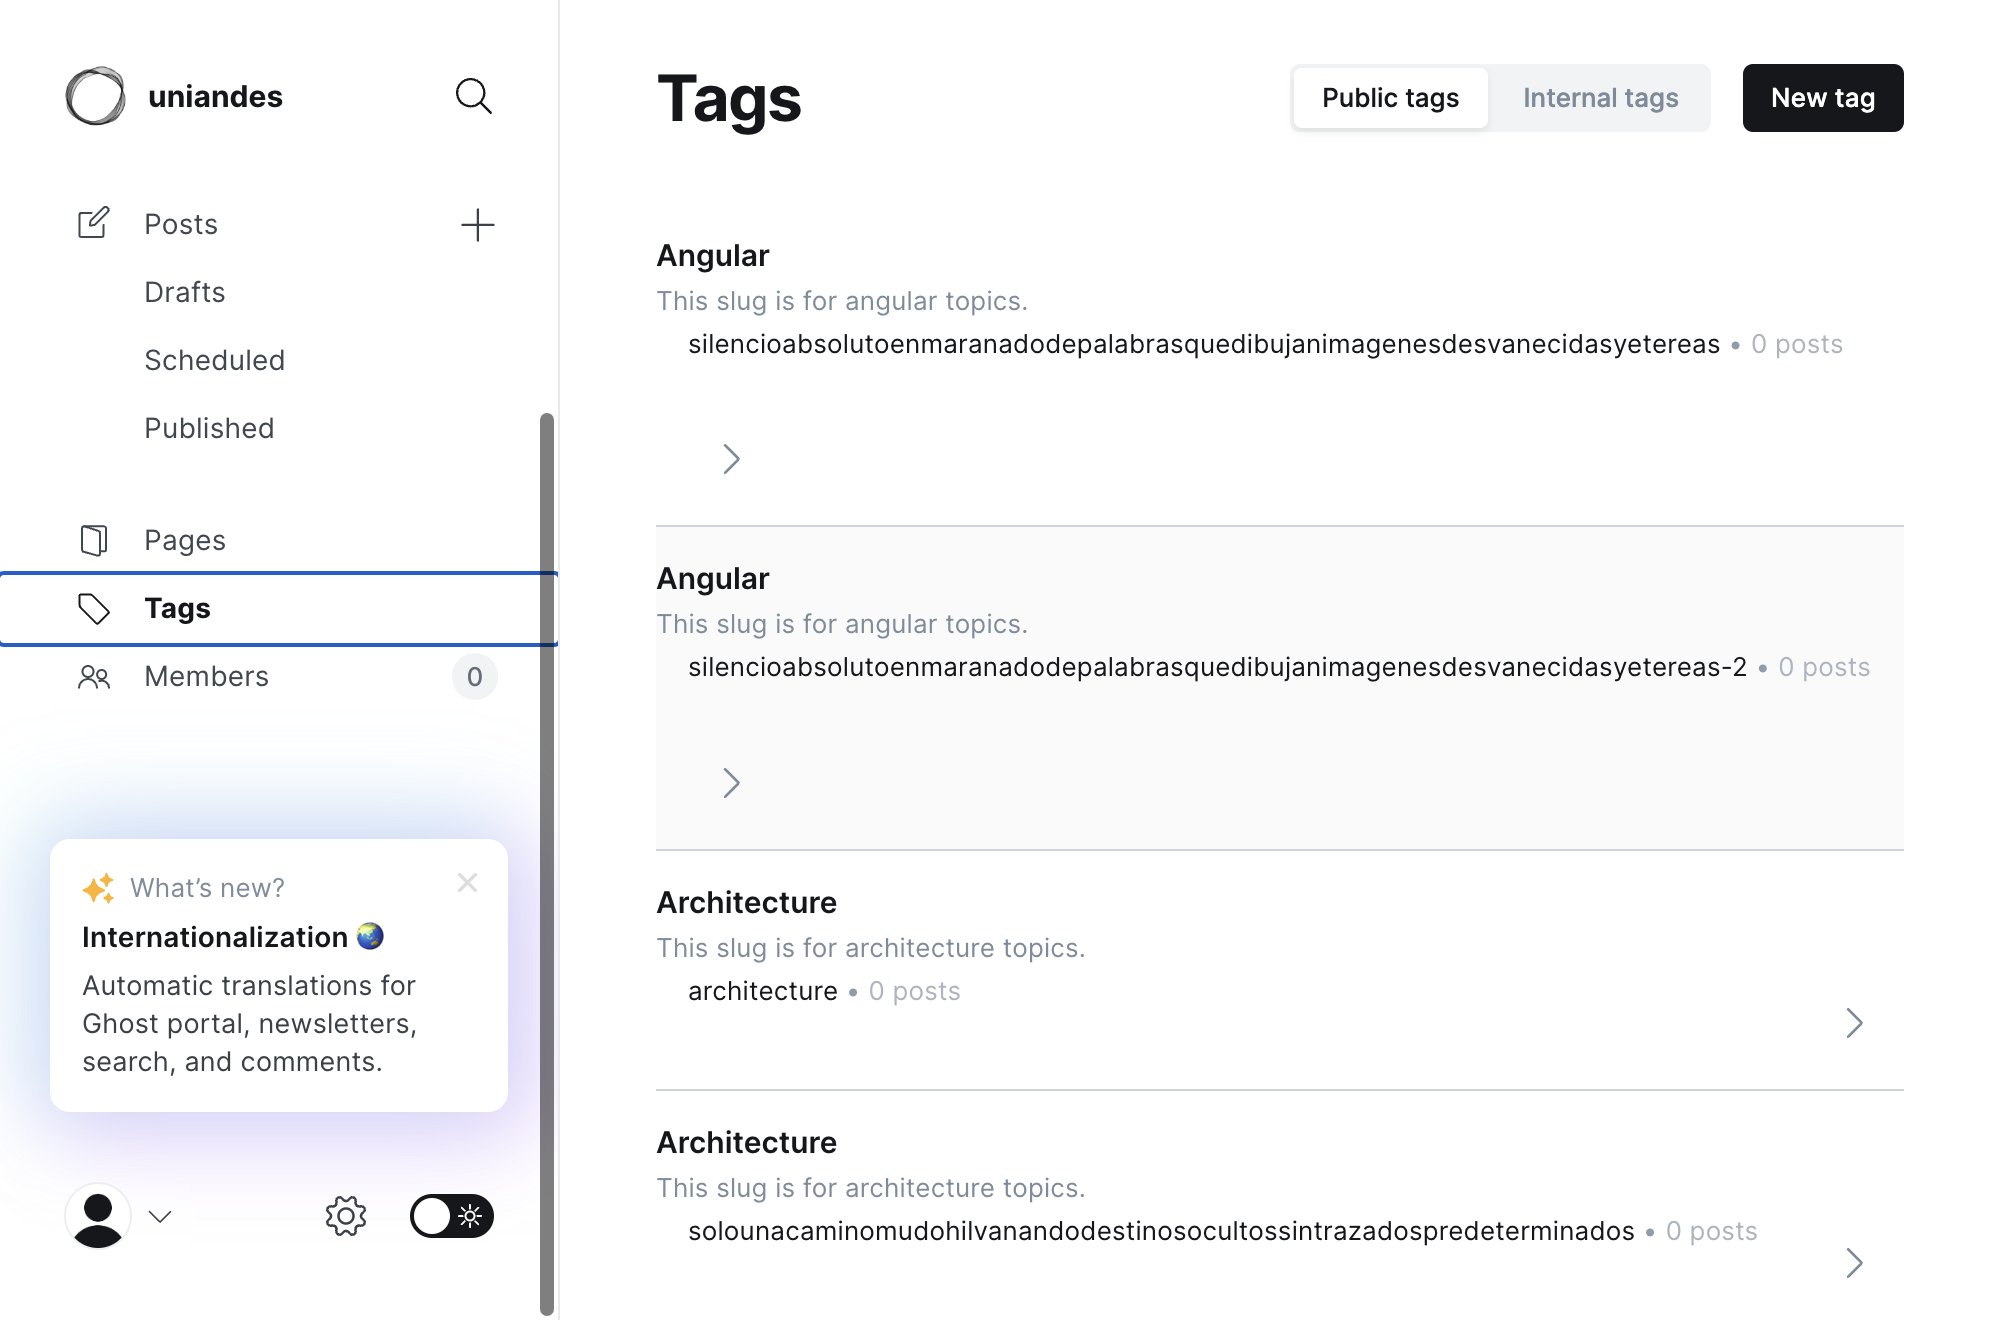 uniandes
Posts
Drafts
Scheduled
Published
Pages
Tags
Members
0
What’s new?
Internationalization
Automatic translations for
Ghost portal, newsletters,
search, and comments.
Tags
Public tags
Internal tags
New tag
Angular
This slug is for angular topics.
silencioabsolutoenmaranadodepalabrasquedibujanimagenesdesvanecidasyetereas • 0 posts
Angular
This slug is for angular topics.
silencioabsolutoenmaranadodepalabrasquedibujanimagenesdesvanecidasyetereas-2 • 0 posts
Architecture
This slug is for architecture topics.
architecture • 0 posts
Architecture
This slug is for architecture topics.
solounacaminomudohilvanandodestinosocultossintrazadospredeterminados • 0 posts